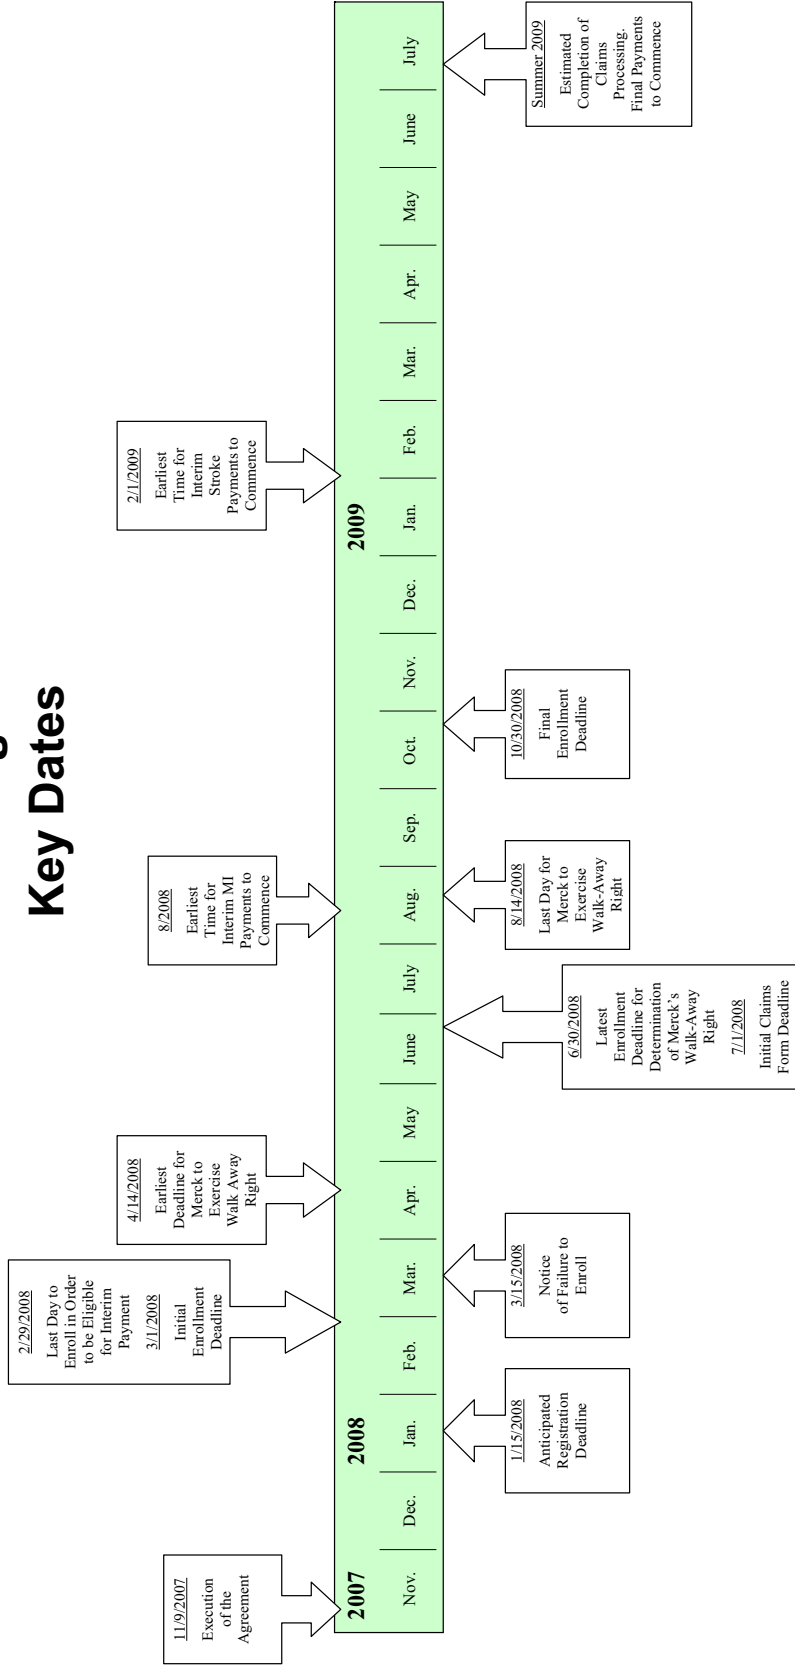 Key Dates
11/9/2007
Execution
of the
Agreement
2/29/2008
Last Day to
Enroll in Order
to be Eligible
for Interim
Payment
3/1/2008
Initial
Enrollment
Deadline
4/14/2008
Earliest
Deadline for
Merck to
Exercise
Walk Away
Right
8/2008
Earliest
Time for
Interim MI
Payments to
Commence
2/1/2009
Earliest
Time for
Interim
Stroke
Payments to
Commence
2007 2008 2009
Nov. Dec. Jan. Feb. Mar. Apr. May June July Aug. Sep. Oct. Nov. Dec. Jan. Feb. Mar. Apr. May June July
1/15/2008
Anticipated
Registration
Deadline
3/15/2008
Notice
of Failure to
Enroll
6/30/2008
Latest
Enrollment
Deadline for
Determination
of Merck's
Walk-Away
Right
7/1/2008
Initial Claims
Form Deadline
8/14/2008
Last Day for
Merck to
Exercise
Walk-Away
Right
10/30/2008
Final
Enrollment
Deadline
Summer 2009
Estimated
Completion of
Claims
Processing.
Final Payments
to Commence